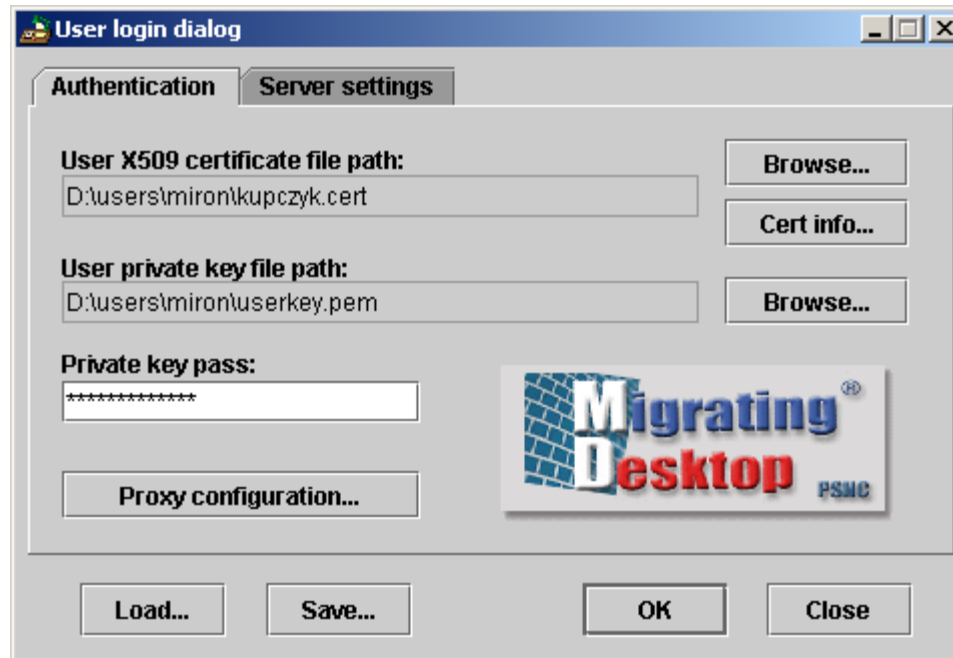 User login dialog
Authentication
Server settings
User X509 certificate file path:
Browse...
D:\users\miron\kupczyk.cert
Cert info...
User private key file path:
D:\users\miron\userkey.pem
Browse...
Private key pass:
*************
Migrating®
Desktop PSNC
Proxy configuration...
Load...
Save...
OK
Close